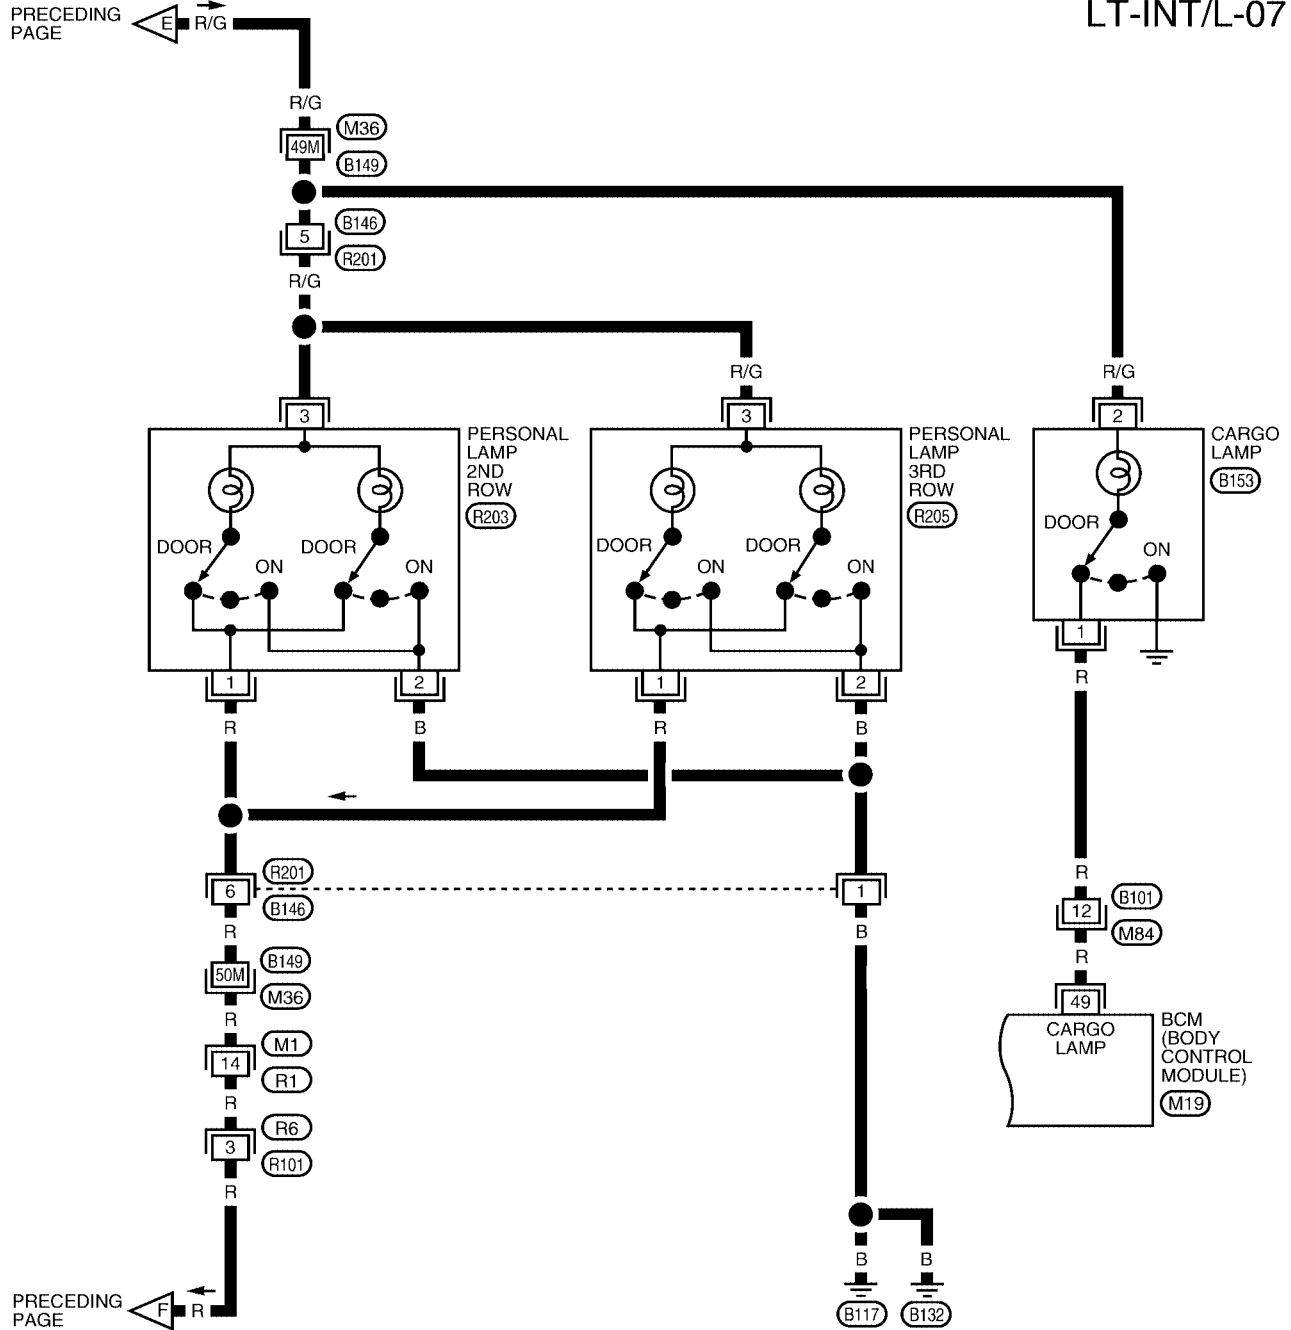 LT-INT/L-07
PRECEDING
PAGE
E
R/G
R/G
49M
M36
B149
5
B146
R201
R/G
R/G
R/G
3
3
2
PERSONAL
LAMP
2ND
ROW
R203
PERSONAL
LAMP
3RD
ROW
R205
CARGO
LAMP
B153
DOOR
ON
DOOR
ON
DOOR
ON
DOOR
ON
DOOR
ON
1
2
1
2
1
R
B
R
B
R
6
R201
B146
1
R
B
50M
B149
M36
R
14
M1
R1
R
3
R6
R101
R
R
12
B101
M84
R
49
CARGO
LAMP
BCM
(BODY
CONTROL
MODULE)
M19
B
B
B117
B132
PRECEDING
PAGE
F
R